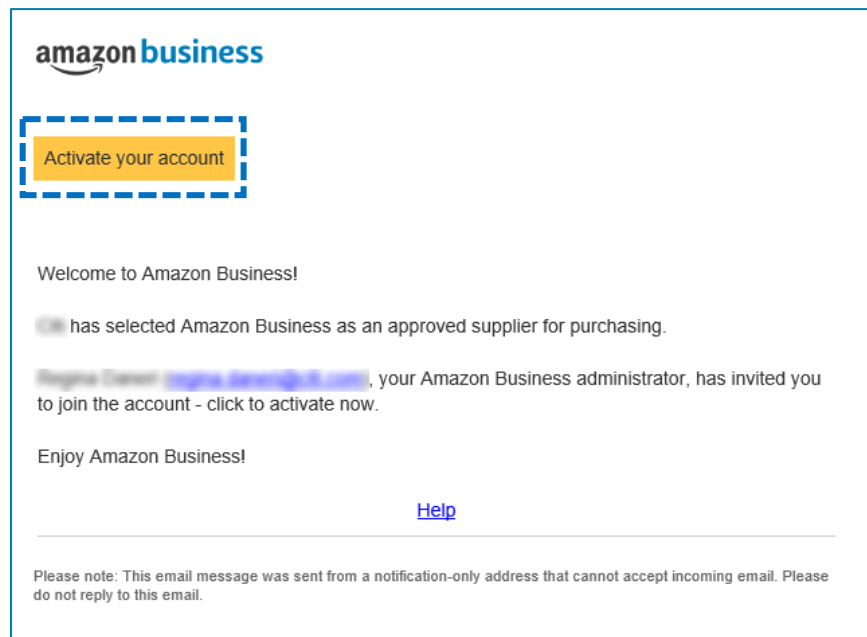 amazon business
Activate your account
Welcome to Amazon Business!
has selected Amazon Business as an approved supplier for purchasing.
, your Amazon Business administrator, has invited you
to join the account - click to activate now.
Enjoy Amazon Business!
Help
Please note: This email message was sent from a notification-only address that cannot accept incoming email. Please
do not reply to this email.